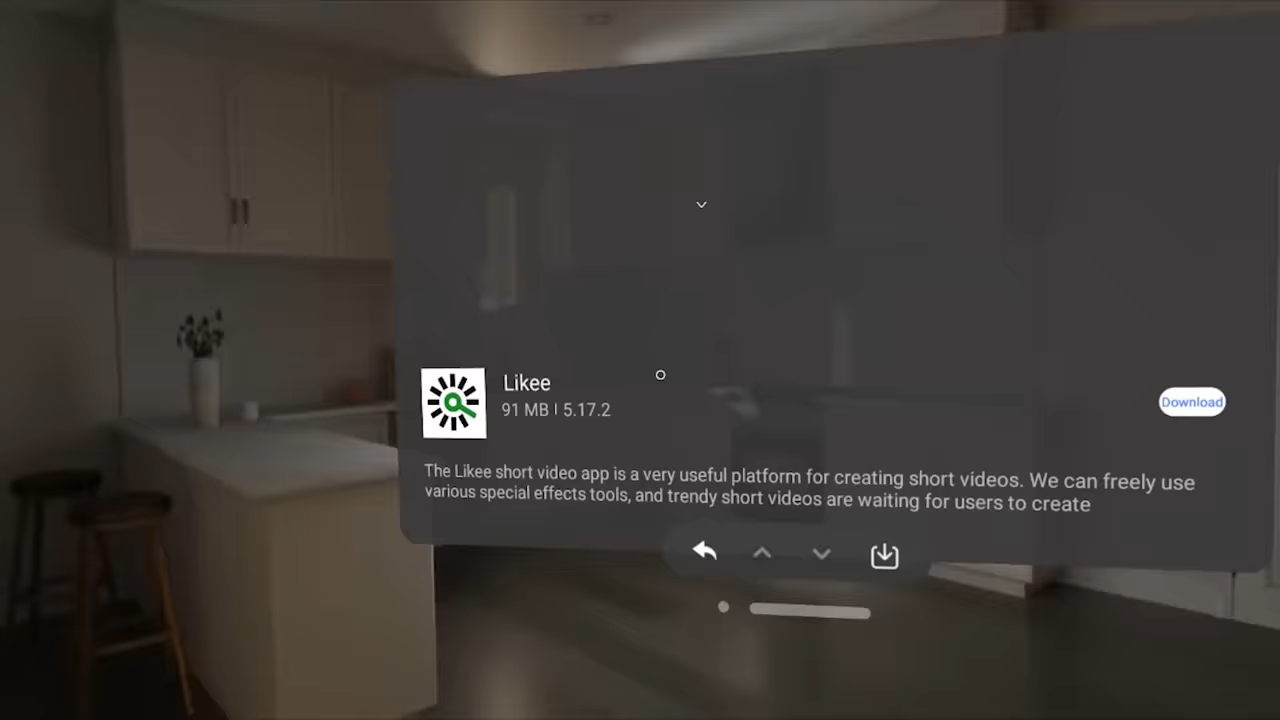 Likee
91 MB | 5.17.2
Download
The Likee short video app is a very useful platform for creating short videos. We can freely use
various special effects tools, and trendy short videos are waiting for users to create